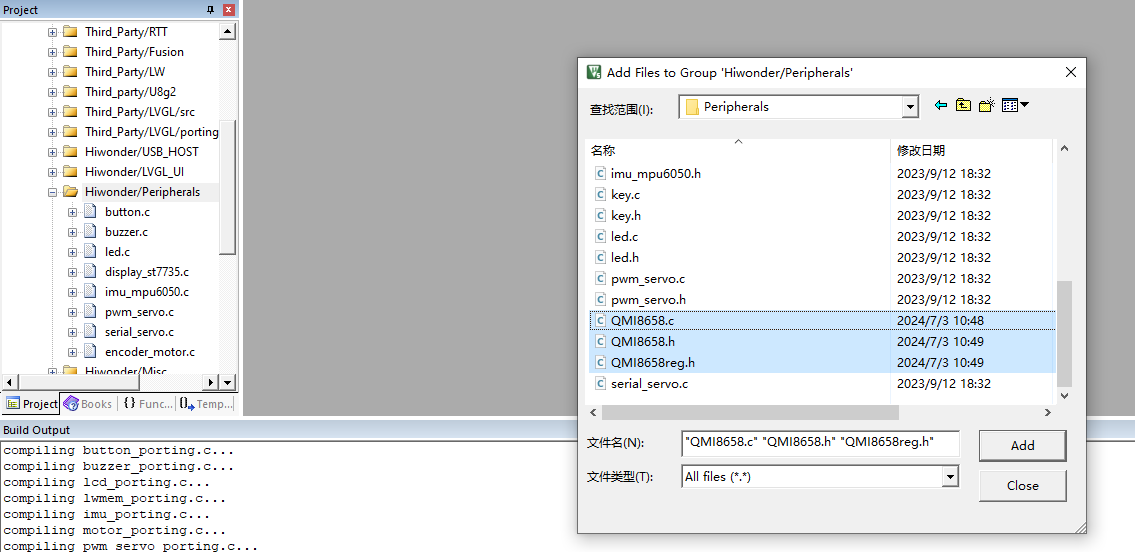 Project
Third_Party/RTT
Third_Party/Fusion
Third_Party/LW
Third_party/U8g2
Third_Party/LVGL/src
Third_Party/LVGL/porting
Hiwonder/USB_HOST
Hiwonder/LVGL_UI
Hiwonder/Peripherals
button.c
buzzer.c
led.c
display_st7735.c
imu_mpu6050.c
pwm_servo.c
serial_servo.c
encoder_motor.c
Hiwonder/Misc
Project Books {} Func... Temp...
Add Files to Group 'Hiwonder/Peripherals'
查找范围(I): Peripherals
名称 修改日期
imu_mpu6050.h 2023/9/12 18:32
key.c 2023/9/12 18:32
key.h 2023/9/12 18:32
led.c 2023/9/12 18:32
led.h 2023/9/12 18:32
pwm_servo.c 2023/9/12 18:32
pwm_servo.h 2023/9/12 18:32
QMI8658.c 2024/7/3 10:48
QMI8658.h 2024/7/3 10:49
QMI8658reg.h 2024/7/3 10:49
serial_servo.c 2023/9/12 18:32
文件名(N): "QMI8658.c" "QMI8658.h" "QMI8658reg.h" Add
文件类型(T): All files (*.*) Close
Build Output
compiling button_porting.c...
compiling buzzer_porting.c...
compiling lcd_porting.c...
compiling lwmem_porting.c...
compiling imu_porting.c...
compiling motor_porting.c...
compiling pwm_servo_porting.c...